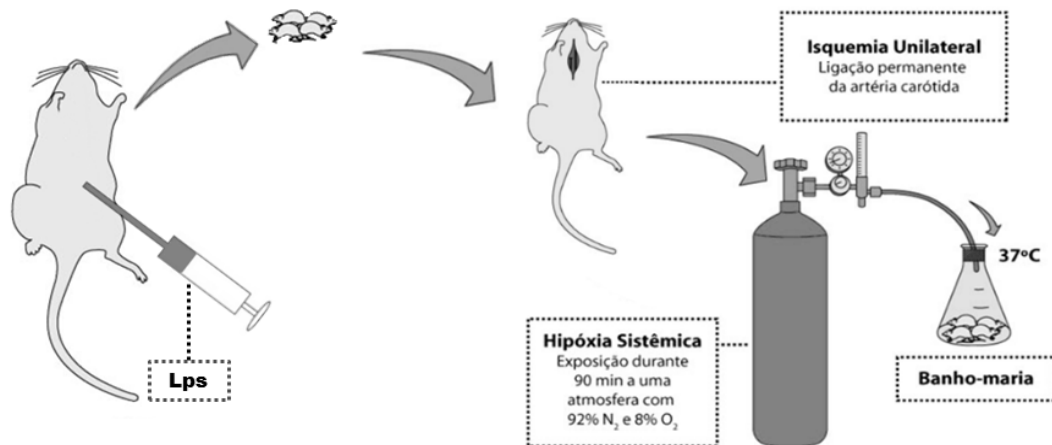 Lps
Isquemia Unilateral
Ligação permanente
da artéria carótida
Hipóxia Sistêmica
Exposição durante
90 min a uma
atmosfera com
92% N₂ e 8% O₂
37ºC
Banho-maria